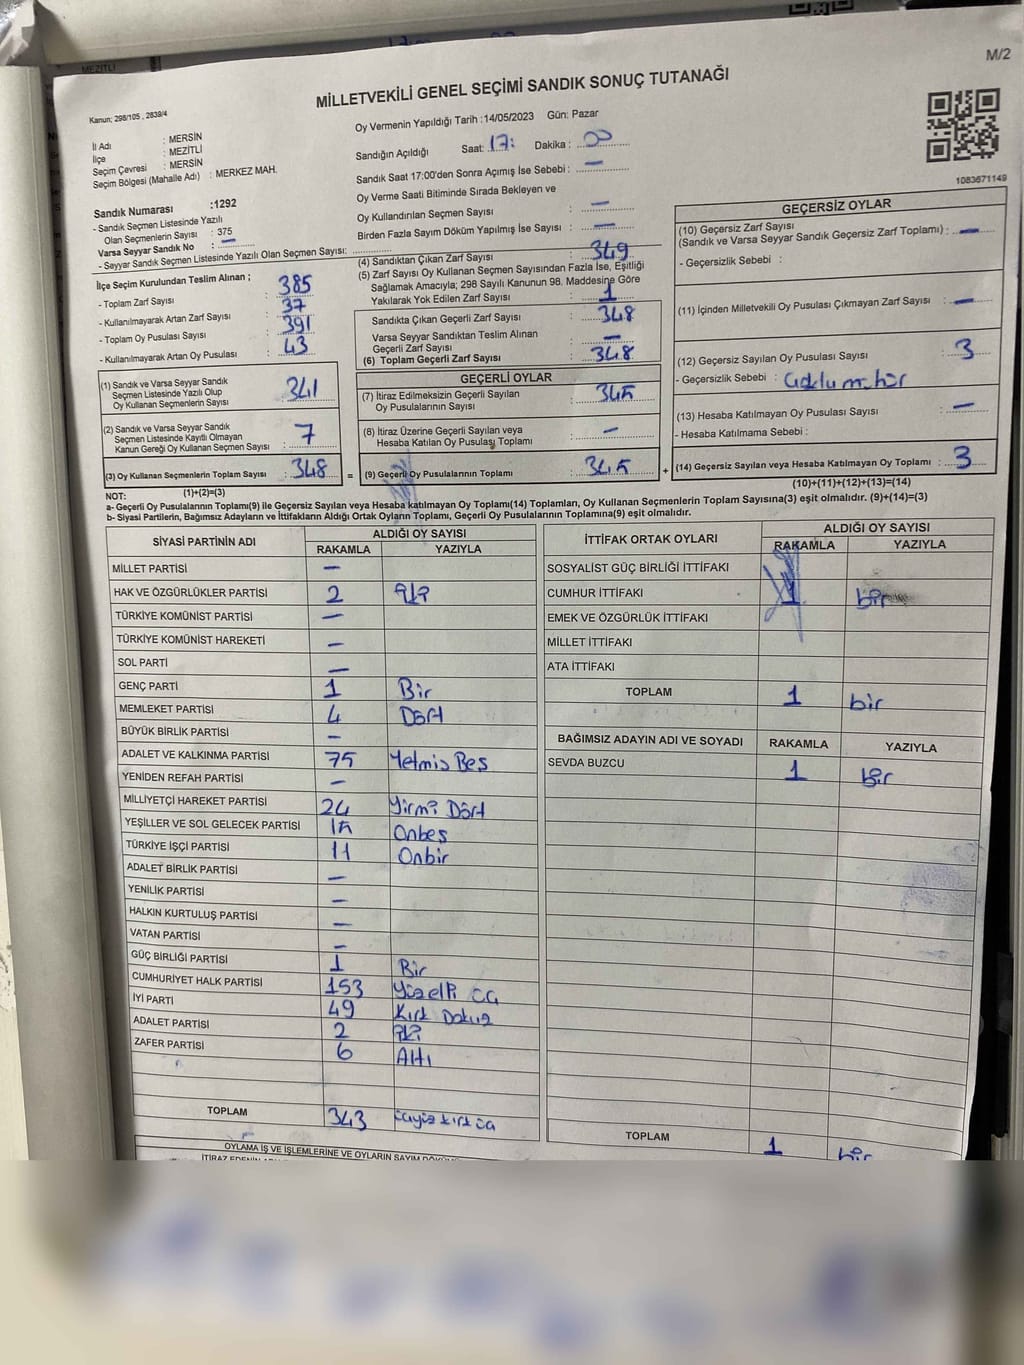 MEZİTLİ
M/2
MİLLETVEKİLİ GENEL SEÇİMİ SANDIK SONUÇ TUTANAĞI
Kanun; 298/105 , 2839/4
İl Adı : MERSİN
İlçe : MEZİTLİ
Seçim Çevresi : MERSİN
Seçim Bölgesi (Mahalle Adı) : MERKEZ MAH.
Oy Vermenin Yapıldığı Tarih :14/05/2023 Gün: Pazar
Sandığın Açıldığı Saat: 17: Dakika : 00
Sandık Saat 17:00'den Sonra Açımış İse Sebebi : —
Oy Verme Saati Bitiminde Sırada Bekleyen ve
Oy Kullandırılan Seçmen Sayısı : —
Birden Fazla Sayım Döküm Yapılmış İse Sayısı : —
1083671149
Sandık Numarası :1292
- Sandık Seçmen Listesinde Yazılı
Olan Seçmenlerin Sayısı : 375
Varsa Seyyar Sandık No : —
- Seyyar Sandık Seçmen Listesinde Yazılı Olan Seçmen Sayısı:
İlçe Seçim Kurulundan Teslim Alınan ;
- Toplam Zarf Sayısı : 385
- Kullanılmayarak Artan Zarf Sayısı : 37
- Toplam Oy Pusulası Sayısı : 391
- Kullanılmayarak Artan Oy Pusulası : 43
(1) Sandık ve Varsa Seyyar Sandık
Seçmen Listesinde Yazılı Olup
Oy Kullanan Seçmenlerin Sayısı : 341
(2) Sandık ve Varsa Seyyar Sandık
Seçmen Listesinde Kayıtlı Olmayan
Kanun Gereği Oy Kullanan Seçmen Sayısı : 7
(3) Oy Kullanan Seçmenlerin Toplam Sayısı : 348 =
(1)+(2)=(3)
(4) Sandıktan Çıkan Zarf Sayısı : 349
(5) Zarf Sayısı Oy Kullanan Seçmen Sayısından Fazla İse, Eşitliği
Sağlamak Amacıyla; 298 Sayılı Kanunun 98. Maddesine Göre
Yakılarak Yok Edilen Zarf Sayısı : 1
Sandıkta Çıkan Geçerli Zarf Sayısı : 348
Varsa Seyyar Sandıktan Teslim Alınan
Geçerli Zarf Sayısı : —
(6) Toplam Geçerli Zarf Sayısı : 348
GEÇERLİ OYLAR
(7) İtiraz Edilmeksizin Geçerli Sayılan
Oy Pusulalarının Sayısı : 345
(8) İtiraz Üzerine Geçerli Sayılan veya
Hesaba Katılan Oy Pusulası Toplamı : —
(9) Geçerli Oy Pusulalarının Toplamı : 345 +
GEÇERSİZ OYLAR
(10) Geçersiz Zarf Sayısı
(Sandık ve Varsa Seyyar Sandık Geçersiz Zarf Toplamı) : —
- Geçersizlik Sebebi :
(11) İçinden Milletvekili Oy Pusulası Çıkmayan Zarf Sayısı : —
(12) Geçersiz Sayılan Oy Pusulası Sayısı : 3
- Geçersizlik Sebebi :
(13) Hesaba Katılmayan Oy Pusulası Sayısı : —
- Hesaba Katılmama Sebebi :
(14) Geçersiz Sayılan veya Hesaba Katılmayan Oy Toplamı : 3
(10)+(11)+(12)+(13)=(14)
NOT:
a- Geçerli Oy Pusulalarının Toplamı(9) ile Geçersiz Sayılan veya Hesaba katılmayan Oy Toplamı(14) Toplamları, Oy Kullanan Seçmenlerin Toplam Sayısına(3) eşit olmalıdır. (9)+(14)=(3)
b- Siyasi Partilerin, Bağımsız Adayların ve İttifakların Aldığı Ortak Oyların Toplamı, Geçerli Oy Pusulalarının Toplamına(9) eşit olmalıdır.
SİYASİ PARTİNİN ADI ALDIĞI OY SAYISI
RAKAMLA YAZIYLA
MİLLET PARTİSİ —
HAK VE ÖZGÜRLÜKLER PARTİSİ 2 iki
TÜRKİYE KOMÜNİST PARTİSİ —
TÜRKİYE KOMÜNİST HAREKETİ —
SOL PARTİ —
GENÇ PARTİ 1 Bir
MEMLEKET PARTİSİ 4 Dört
BÜYÜK BİRLİK PARTİSİ —
ADALET VE KALKINMA PARTİSİ 75 Yetmiş Beş
YENİDEN REFAH PARTİSİ —
MİLLİYETÇİ HAREKET PARTİSİ 24 Yirmi Dört
YEŞİLLER VE SOL GELECEK PARTİSİ 15 Onbeş
TÜRKİYE İŞÇİ PARTİSİ 11 Onbir
ADALET BİRLİK PARTİSİ —
YENİLİK PARTİSİ —
HALKIN KURTULUŞ PARTİSİ —
VATAN PARTİSİ —
GÜÇ BİRLİĞİ PARTİSİ 1 Bir
CUMHURİYET HALK PARTİSİ 153 Yüzelli üç
İYİ PARTİ 49 Kırk Dokuz
ADALET PARTİSİ 2 iki
ZAFER PARTİSİ 6 Altı
TOPLAM 343 üçyüz kırk üç
İTTİFAK ORTAK OYLARI ALDIĞI OY SAYISI
RAKAMLA YAZIYLA
SOSYALİST GÜÇ BİRLİĞİ İTTİFAKI
CUMHUR İTTİFAKI 1 bir
EMEK VE ÖZGÜRLÜK İTTİFAKI
MİLLET İTTİFAKI
ATA İTTİFAKI
TOPLAM 1 bir
BAĞIMSIZ ADAYIN ADI VE SOYADI RAKAMLA YAZIYLA
SEVDA BUZCU 1 bir
TOPLAM 1 bir
OYLAMA İŞ VE İŞLEMLERİNE VE OYLARIN SAYIM